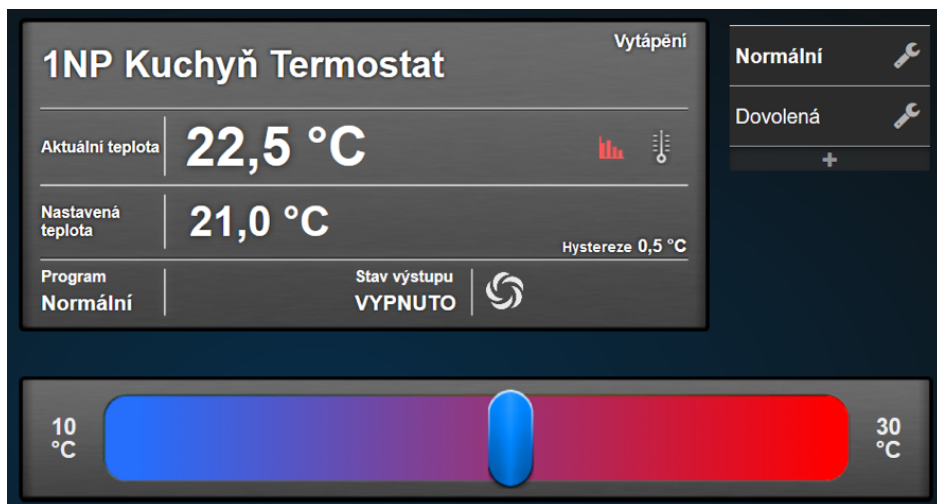 1NP Kuchyň Termostat
Vytápění
Aktuální teplota
22,5 °C
Nastavená
teplota
21,0 °C
Hystereze 0,5 °C
Program
Normální
Stav výstupu
VYPNUTO
Normální
Dovolená
+
10
°C
30
°C